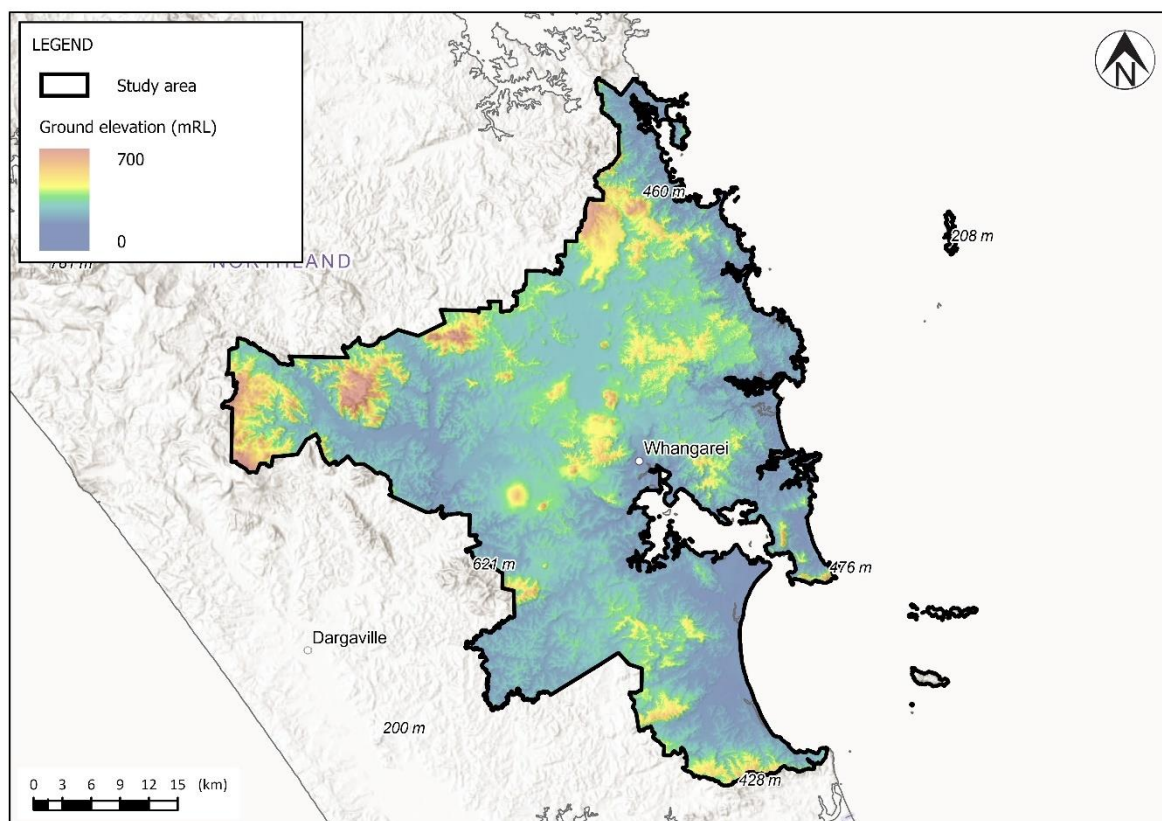 LEGEND
Study area
Ground elevation (mRL)
700
0
N
460 m
208 m
NORTHLAND
Whangarei
621 m
476 m
Dargaville
200 m
428 m
0 3 6 9 12 15 (km)